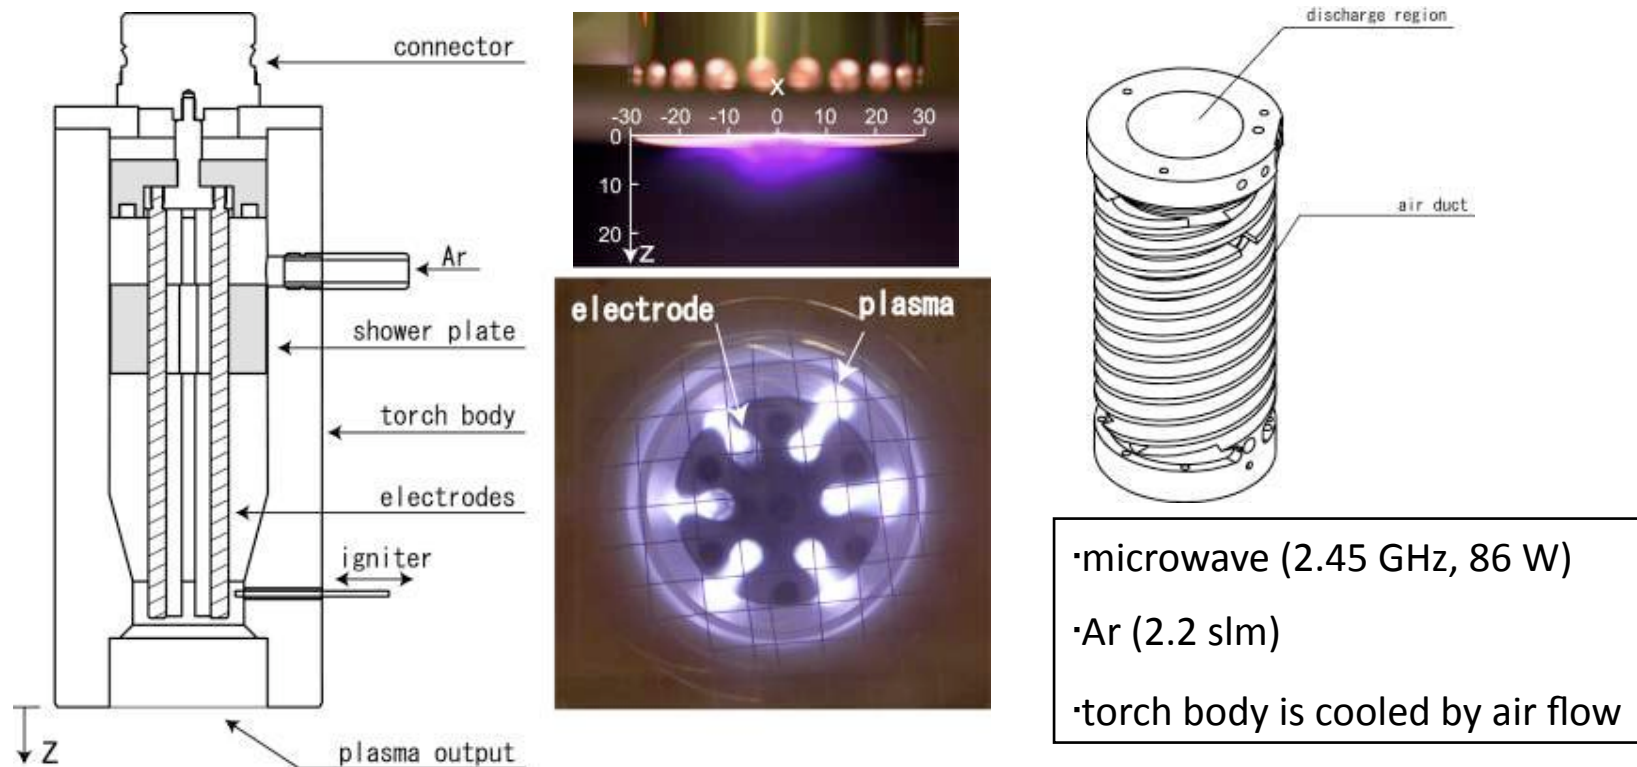 connector
Ar
shower plate
torch body
electrodes
igniter
Z
plasma output
X
-30 -20 -10 0 10 20 30
0
10
20
Z
electrode
plasma
discharge region
air duct
·microwave (2.45 GHz, 86 W)
·Ar (2.2 slm)
·torch body is cooled by air flow